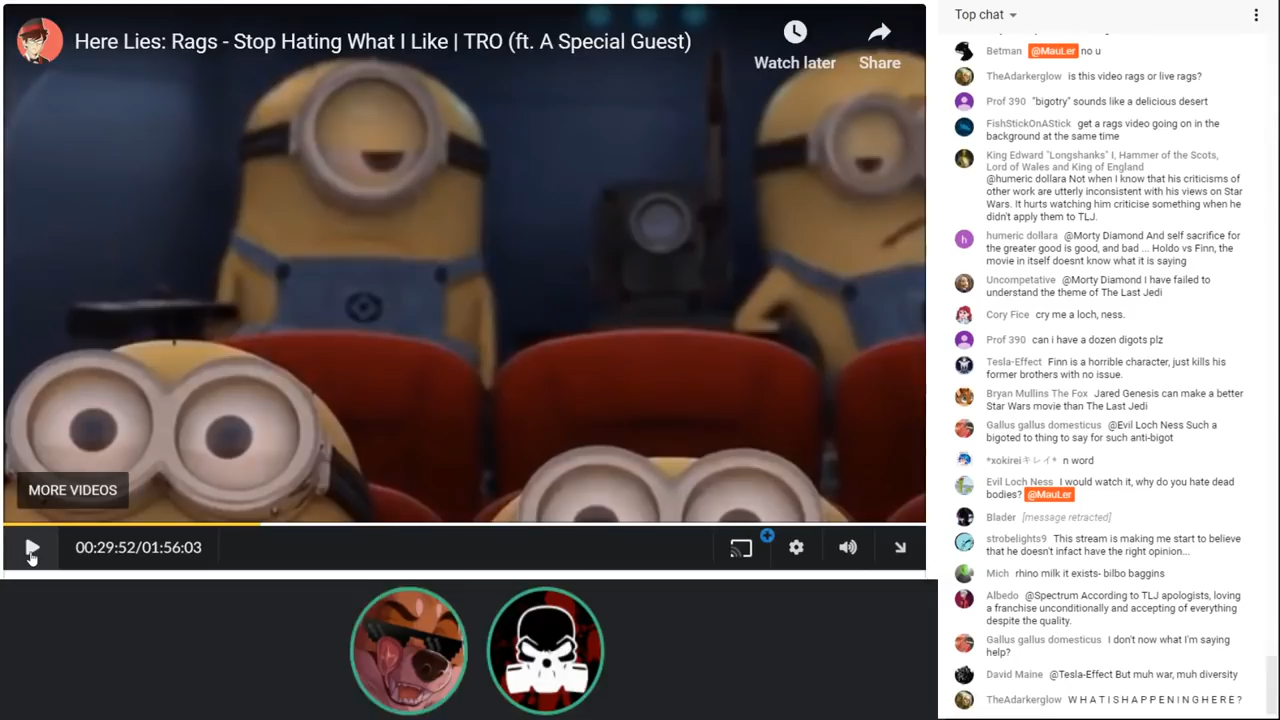 Here Lies: Rags - Stop Hating What I Like | TRO (ft. A Special Guest)
Watch later
Share
MORE VIDEOS
00:29:52/01:56:03
Top chat
Betman @MauLer no u
TheAdarkerglow is this video rags or live rags?
Prof 390 "bigotry" sounds like a delicious desert
FishStickOnAStick get a rags video going on in the
background at the same time
King Edward "Longshanks" I, Hammer of the Scots,
Lord of Wales and King of England
@humeric dollara Not when I know that his criticisms of
other work are utterly inconsistent with his views on Star
Wars. It hurts watching him criticise something when he
didn't apply them to TLJ.
h
humeric dollara @Morty Diamond And self sacrifice for
the greater good is good, and bad ... Holdo vs Finn, the
movie in itself doesnt know what it is saying
Uncompetative @Morty Diamond I have failed to
understand the theme of The Last Jedi
Cory Fice cry me a loch, ness.
Prof 390 can i have a dozen digots plz
Tesla-Effect Finn is a horrible character, just kills his
former brothers with no issue.
Bryan Mullins The Fox Jared Genesis can make a better
Star Wars movie than The Last Jedi
Gallus gallus domesticus @Evil Loch Ness Such a
bigoted to thing to say for such anti-bigot
*xokireiキレイ* n word
Evil Loch Ness I would watch it, why do you hate dead
bodies? @MauLer
Blader [message retracted]
strobelights9 This stream is making me start to believe
that he doesn't infact have the right opinion...
Mich rhino milk it exists- bilbo baggins
Albedo @Spectrum According to TLJ apologists, loving
a franchise unconditionally and accepting of everything
despite the quality.
Gallus gallus domesticus I don't now what I'm saying
help?
David Maine @Tesla-Effect But muh war, muh diversity
TheAdarkerglow W H A T I S H A P P E N I N G H E R E ?